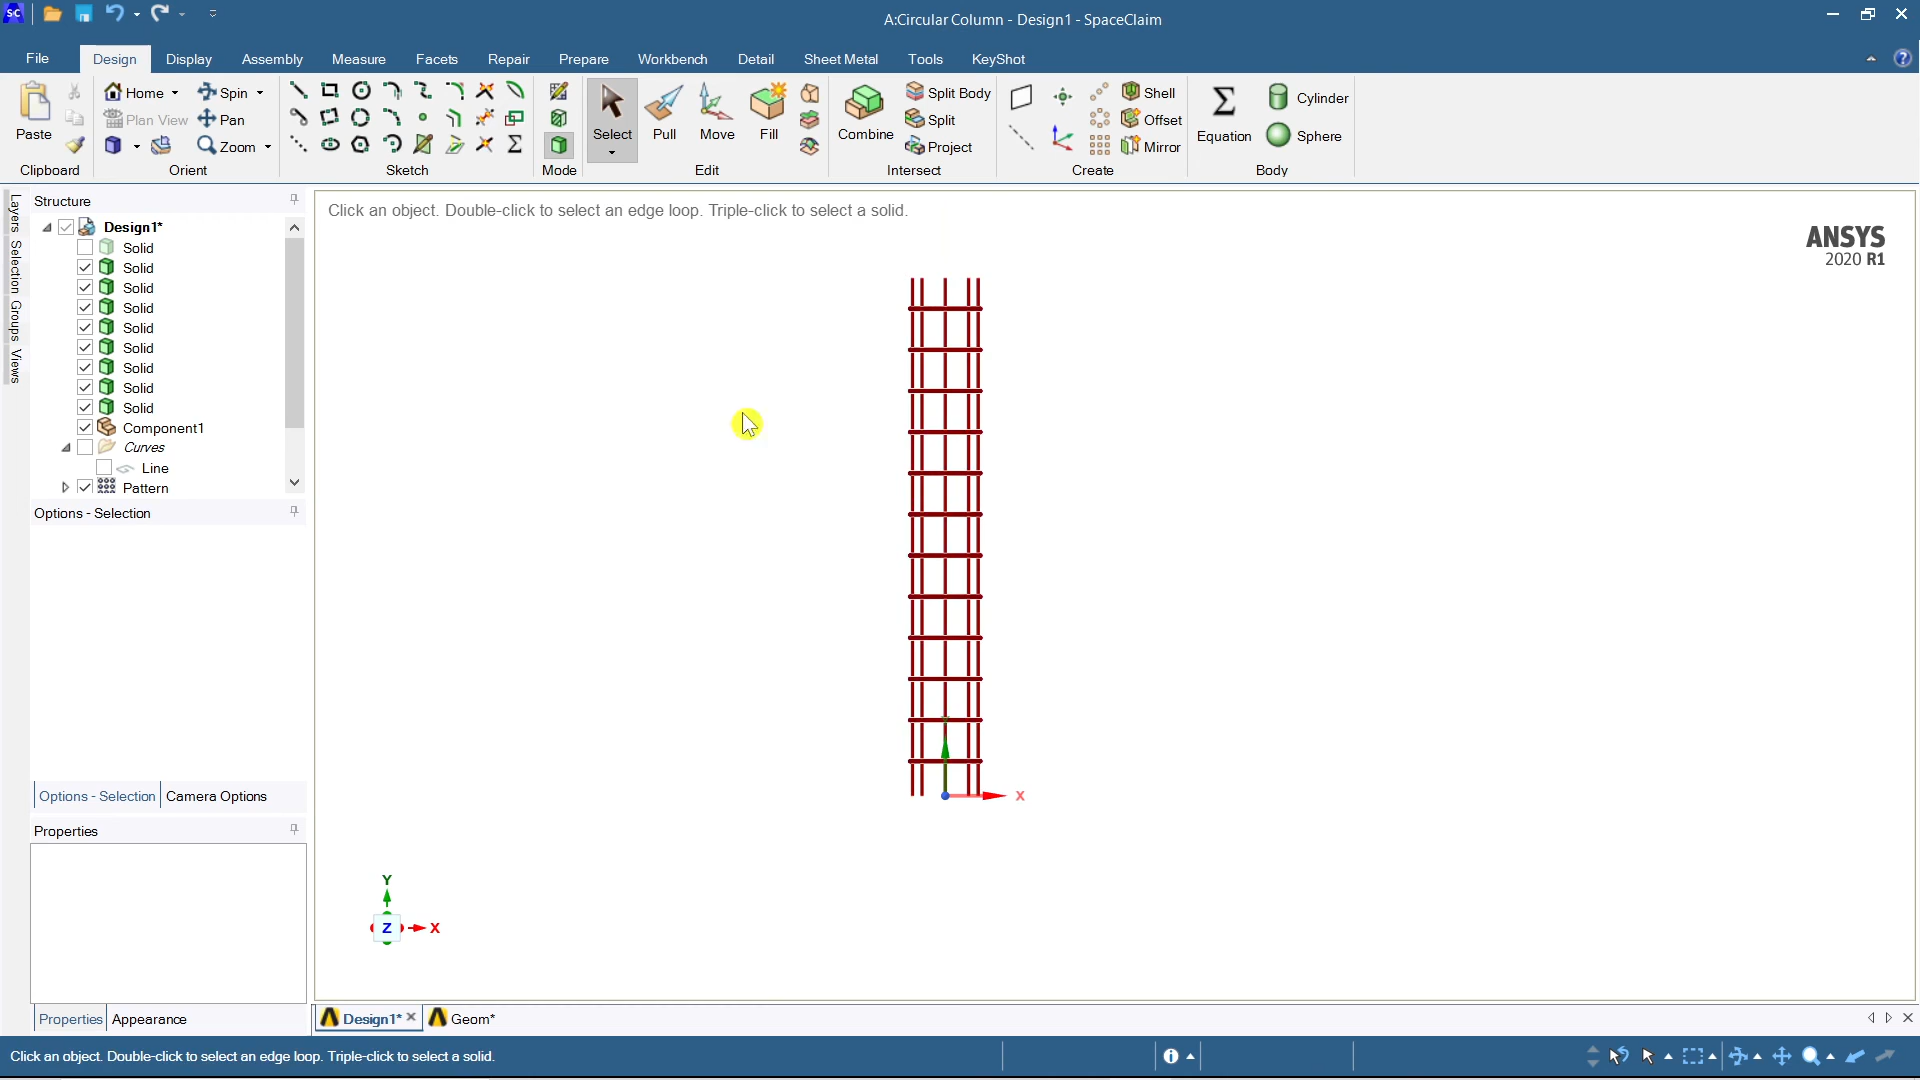 SC
A:Circular Column - Design1 - SpaceClaim
File
Design
Display
Assembly
Measure
Facets
Repair
Prepare
Workbench
Detail
Sheet Metal
Tools
KeyShot
?
Paste
Clipboard
Home
Spin
Plan View
Pan
Zoom
Orient
Sketch
Mode
Select
Pull
Move
Fill
Edit
Combine
Split Body
Split
Project
Intersect
Shell
Offset
Mirror
Create
Equation
Cylinder
Sphere
Body
Layers
Selection
Groups
Views
Structure
Design1*
Solid
Solid
Solid
Solid
Solid
Solid
Solid
Solid
Solid
Component1
Curves
Line
Pattern
Options - Selection
Options - Selection
Camera Options
Properties
Properties
Appearance
Click an object. Double-click to select an edge loop. Triple-click to select a solid.
ANSYS
2020 R1
X
Y
Z
X
Design1*
Geom*
Click an object. Double-click to select an edge loop. Triple-click to select a solid.